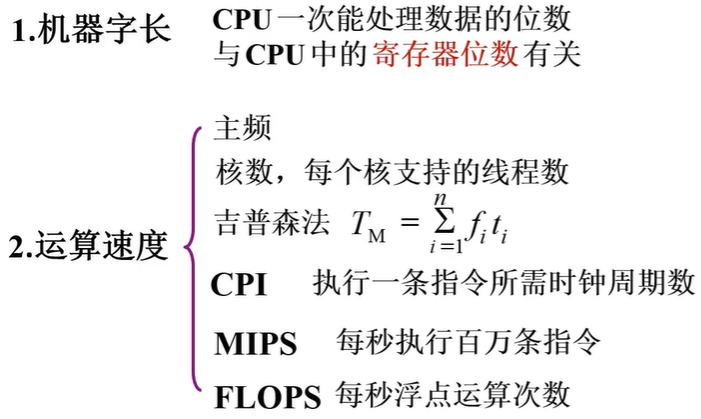 1.机器字长 CPU一次能处理数据的位数
与CPU中的寄存器位数有关
2.运算速度
主频
核数，每个核支持的线程数
吉普森法 T_M = \sum_{i=1}^{n} f_i t_i
CPI 执行一条指令所需时钟周期数
MIPS 每秒执行百万条指令
FLOPS 每秒浮点运算次数